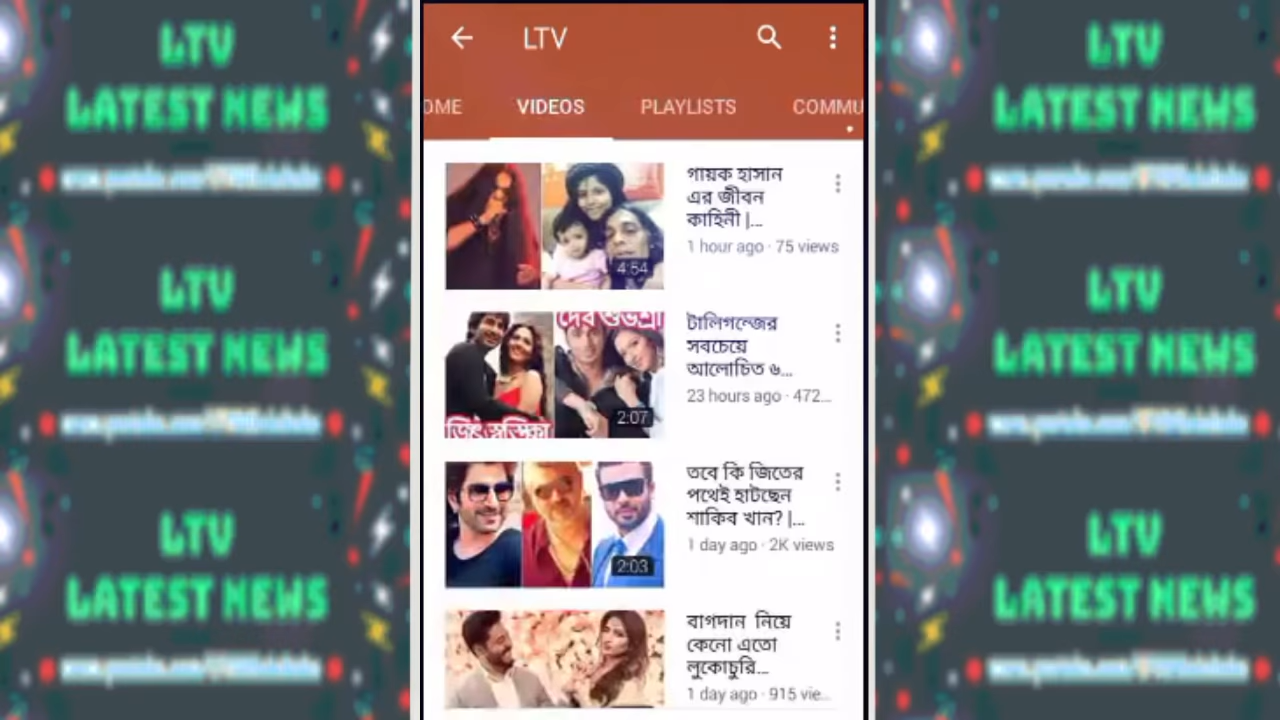 LTV
OME VIDEOS PLAYLISTS COMMU
গায়ক হাসান
এর জীবন
কাহিনী |...
1 hour ago · 75 views
4:54
দেব শুভশ্রী
টালিগন্জের
সবচেয়ে
আলোচিত ৬...
23 hours ago · 472...
2:07
তবে কি জিতের
পথেই হাটছেন
শাকিব খান? |...
1 day ago · 2K views
2:03
বাগদান নিয়ে
কেনো এতো
লুকোচুরি...
1 day ago · 915 vie...
LTV
LATEST NEWS
LTV
LATEST NEWS
LTV
LATEST NEWS
LTV
LATEST NEWS
LTV
LATEST NEWS
LTV
LATEST NEWS